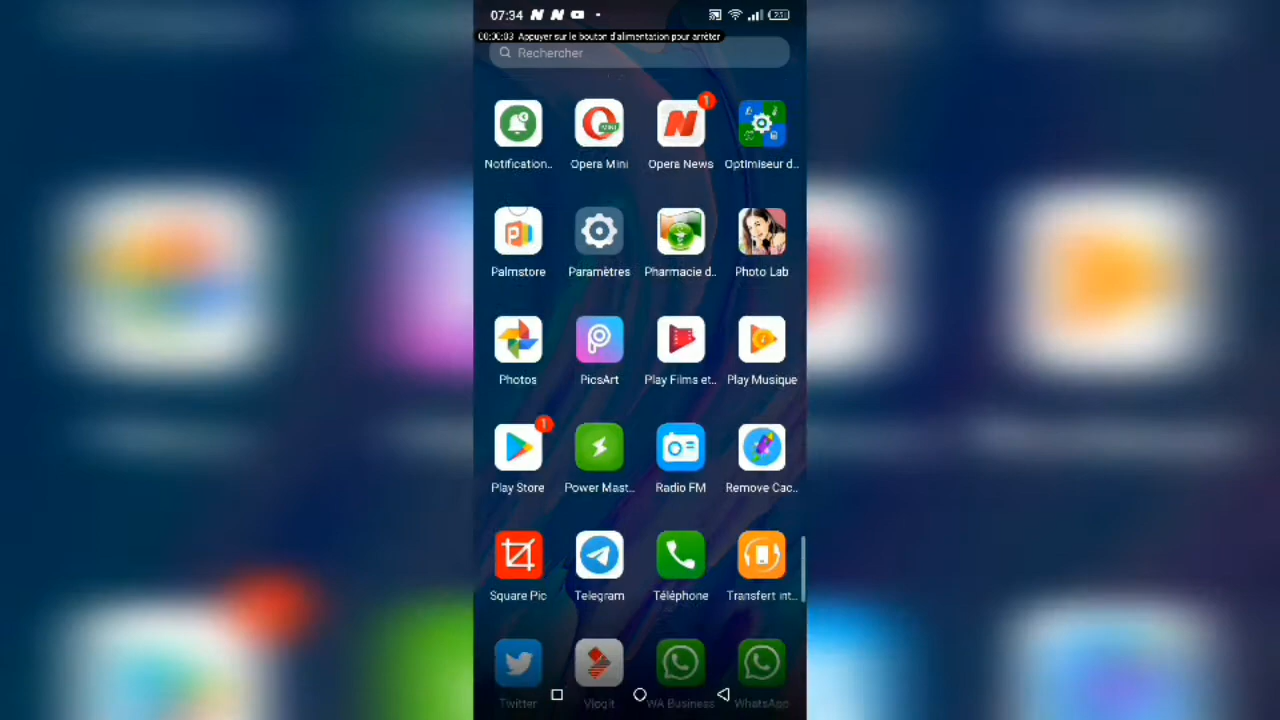 07:34
00:00:03 Appuyer sur le bouton d'alimentation pour arrêter
Rechercher
Notification.. Opera Mini Opera News Optimiseur d..
Palmstore Paramètres Pharmacie d.. Photo Lab
Photos PicsArt Play Films et.. Play Musique
Play Store Power Mast.. Radio FM Remove Cac..
Square Pic Telegram Téléphone Transfert int..
Twitter VlogIt WA Business WhatsApp